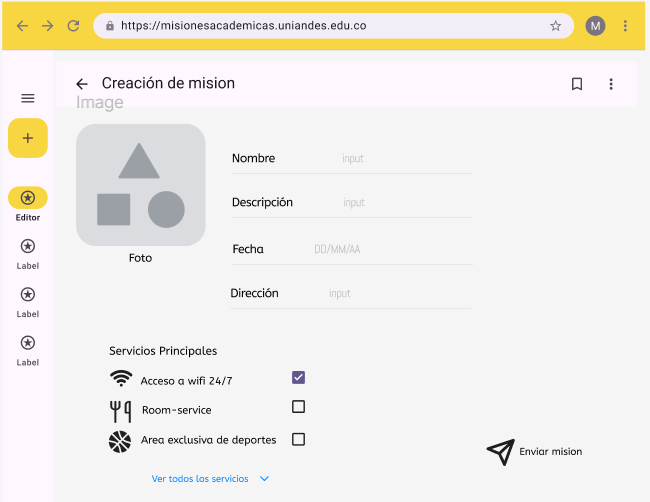 https://misionesacademicas.uniandes.edu.co
M
Creación de mision
Image
Nombre input
Descripción input
Foto
Fecha DD/MM/AA
Dirección input
Editor
Label
Label
Label
Servicios Principales
Acceso a wifi 24/7
Room-service
Area exclusiva de deportes
Enviar mision
Ver todos los servicios